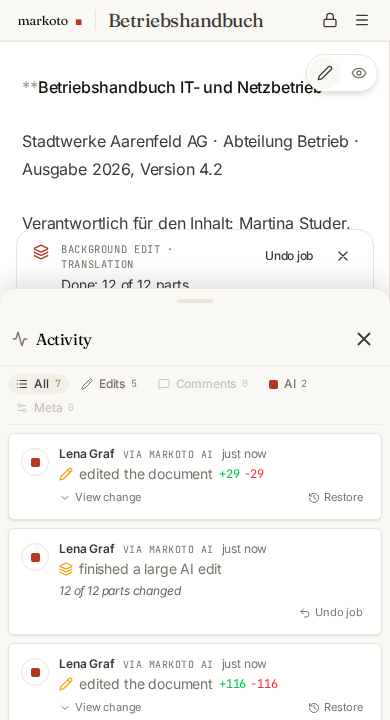 markoto
Betriebshandbuch
**Betriebshandbuch IT- und Netzbetrieb
Stadtwerke Aarenfeld AG · Abteilung Betrieb ·
Ausgabe 2026, Version 4.2
Verantwortlich für den Inhalt: Martina Studer,
BACKGROUND EDIT ·
TRANSLATION
Undo job
Done: 12 of 12 parts
Activity
All 7 Edits 5 Comments 0 AI 2
Meta 0
Lena Graf VIA MARKOTO AI just now
edited the document +29 -29
View change Restore
Lena Graf VIA MARKOTO AI just now
finished a large AI edit
12 of 12 parts changed
Undo job
Lena Graf VIA MARKOTO AI just now
edited the document +116 -116
View change Restore